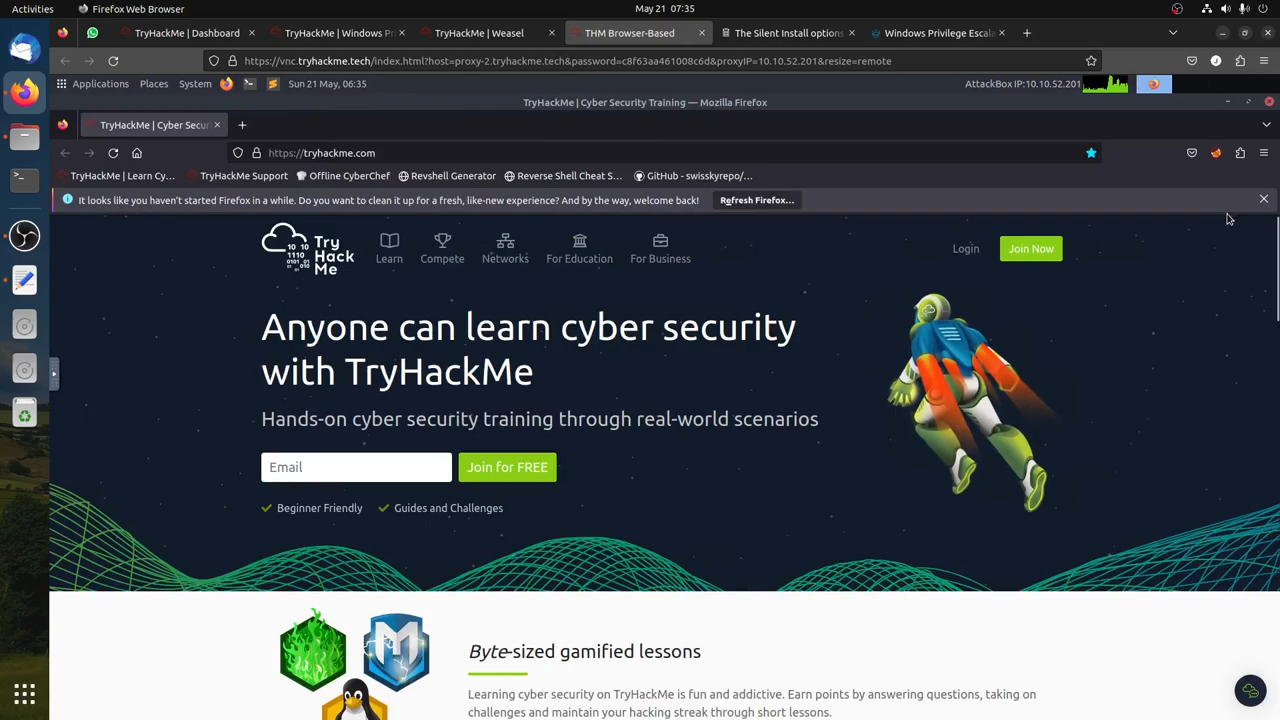 Activities
Firefox Web Browser
May 21 07:35
TryHackMe | Dashboard
TryHackMe | Windows Pri
TryHackMe | Weasel
THM Browser-Based
The Silent Install options
Windows Privilege Escala
https://vnc.tryhackme.tech/index.html?host=proxy-2.tryhackme.tech&password=c8f63aa461008c6d&proxyIP=10.10.52.201&resize=remote
Applications
Places
System
Sun 21 May, 06:35
AttackBox IP:10.10.52.201
TryHackMe | Cyber Security Training — Mozilla Firefox
TryHackMe | Cyber Secur
https://tryhackme.com
TryHackMe | Learn Cy...
TryHackMe Support
Offline CyberChef
Revshell Generator
Reverse Shell Cheat S...
GitHub - swisskyrepo/...
It looks like you haven't started Firefox in a while. Do you want to clean it up for a fresh, like-new experience? And by the way, welcome back!
Refresh Firefox...
Try
Hack
Me
10
1110
0101
Learn
Compete
Networks
For Education
For Business
Login
Join Now
Anyone can learn cyber security
with TryHackMe
Hands-on cyber security training through real-world scenarios
Email
Join for FREE
Beginner Friendly
Guides and Challenges
Byte-sized gamified lessons
Learning cyber security on TryHackMe is fun and addictive. Earn points by answering questions, taking on
challenges and maintain your hacking streak through short lessons.